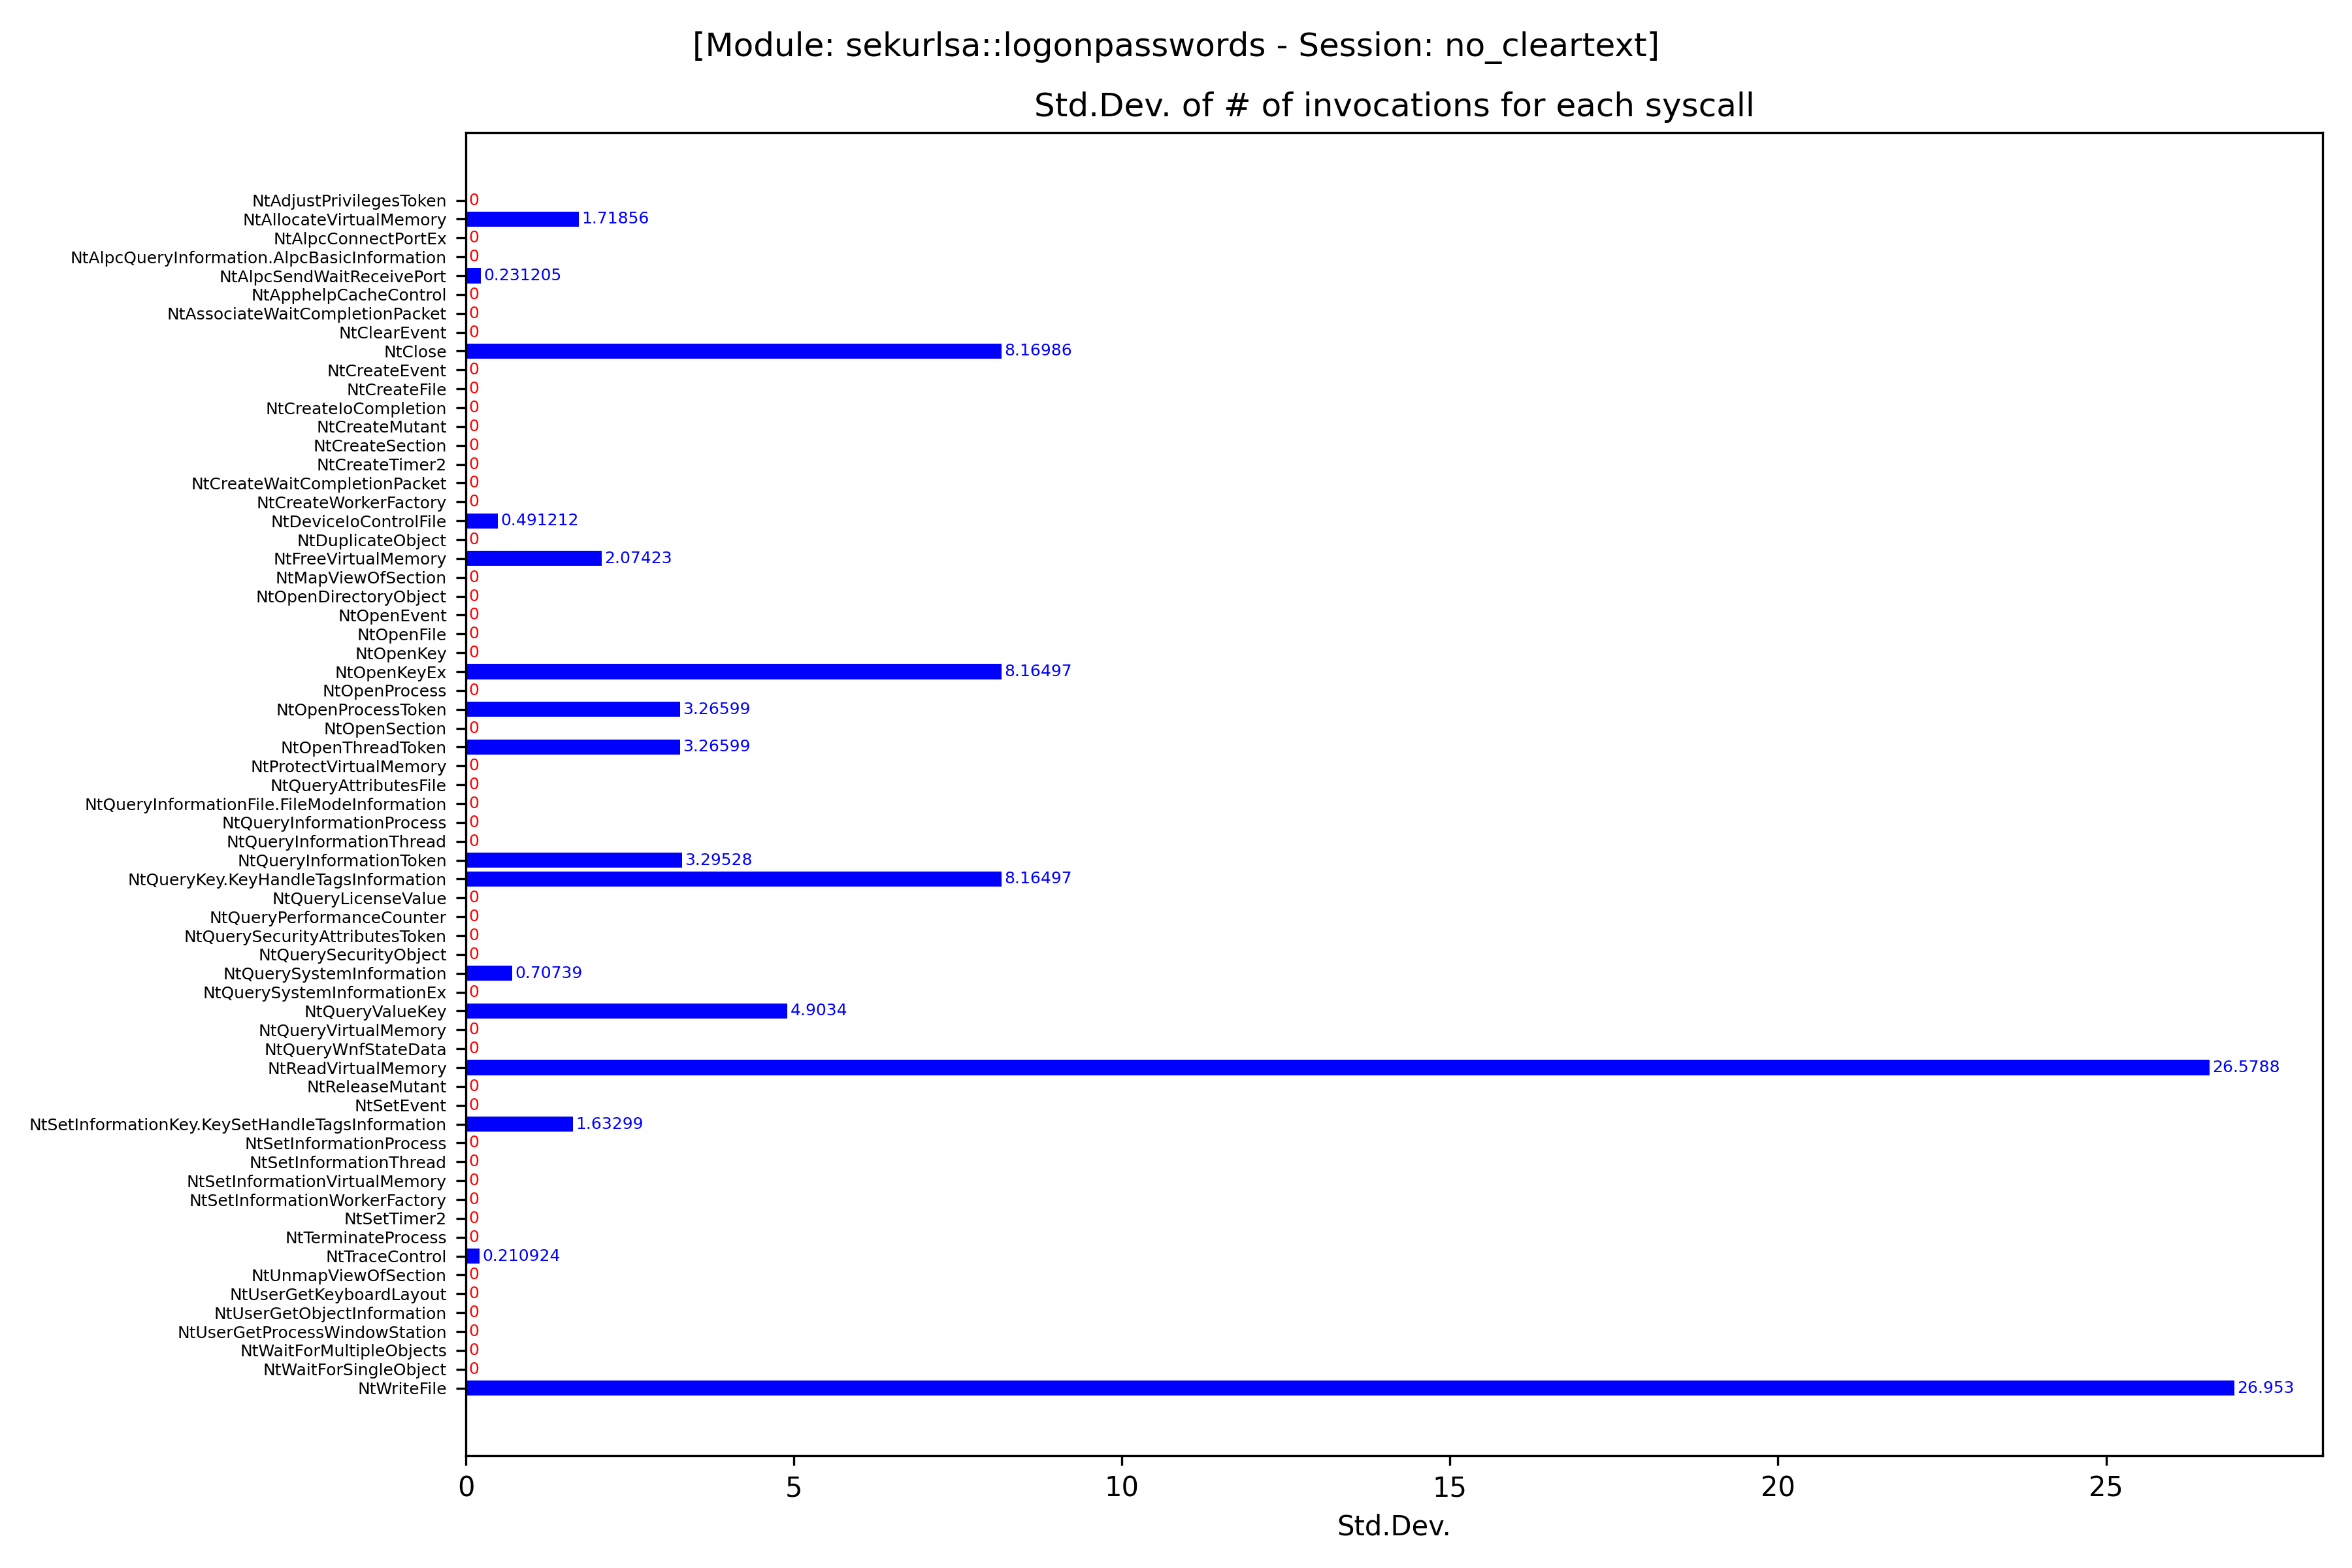 [Module: sekurlsa::logonpasswords - Session: no_cleartext]
Std.Dev. of # of invocations for each syscall
NtAdjustPrivilegesToken 0
NtAllocateVirtualMemory 1.71856
NtAlpcConnectPortEx 0
NtAlpcQueryInformation.AlpcBasicInformation 0
NtAlpcSendWaitReceivePort 0.231205
NtApphelpCacheControl 0
NtAssociateWaitCompletionPacket 0
NtClearEvent 0
NtClose 8.16986
NtCreateEvent 0
NtCreateFile 0
NtCreateIoCompletion 0
NtCreateMutant 0
NtCreateSection 0
NtCreateTimer2 0
NtCreateWaitCompletionPacket 0
NtCreateWorkerFactory 0
NtDeviceIoControlFile 0.491212
NtDuplicateObject 0
NtFreeVirtualMemory 2.07423
NtMapViewOfSection 0
NtOpenDirectoryObject 0
NtOpenEvent 0
NtOpenFile 0
NtOpenKey 0
NtOpenKeyEx 8.16497
NtOpenProcess 0
NtOpenProcessToken 3.26599
NtOpenSection 0
NtOpenThreadToken 3.26599
NtProtectVirtualMemory 0
NtQueryAttributesFile 0
NtQueryInformationFile.FileModeInformation 0
NtQueryInformationProcess 0
NtQueryInformationThread 0
NtQueryInformationToken 3.29528
NtQueryKey.KeyHandleTagsInformation 8.16497
NtQueryLicenseValue 0
NtQueryPerformanceCounter 0
NtQuerySecurityAttributesToken 0
NtQuerySecurityObject 0
NtQuerySystemInformation 0.70739
NtQuerySystemInformationEx 0
NtQueryValueKey 4.9034
NtQueryVirtualMemory 0
NtQueryWnfStateData 0
NtReadVirtualMemory 26.5788
NtReleaseMutant 0
NtSetEvent 0
NtSetInformationKey.KeySetHandleTagsInformation 1.63299
NtSetInformationProcess 0
NtSetInformationThread 0
NtSetInformationVirtualMemory 0
NtSetInformationWorkerFactory 0
NtSetTimer2 0
NtTerminateProcess 0
NtTraceControl 0.210924
NtUnmapViewOfSection 0
NtUserGetKeyboardLayout 0
NtUserGetObjectInformation 0
NtUserGetProcessWindowStation 0
NtWaitForMultipleObjects 0
NtWaitForSingleObject 0
NtWriteFile 26.953
0 5 10 15 20 25
Std.Dev.